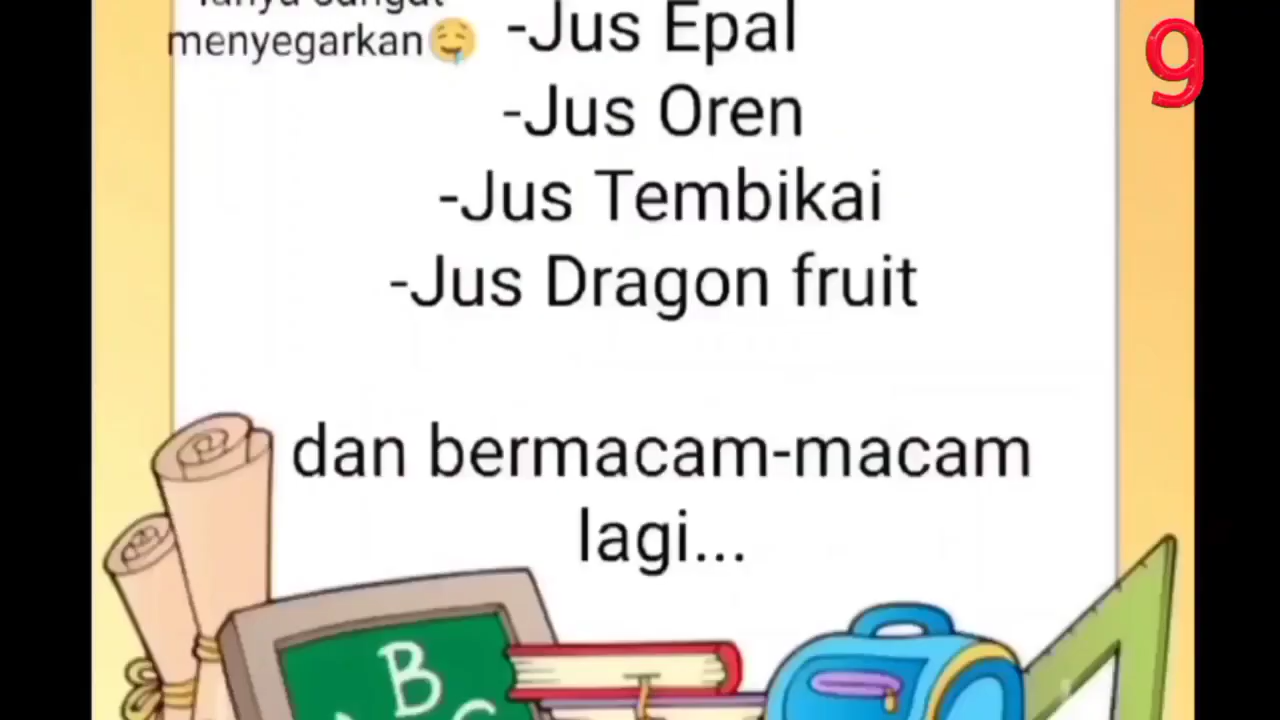 menyegarkan🤤
-Jus Epal
-Jus Oren
-Jus Tembikai
-Jus Dragon fruit
dan bermacam-macam
lagi...
9
B